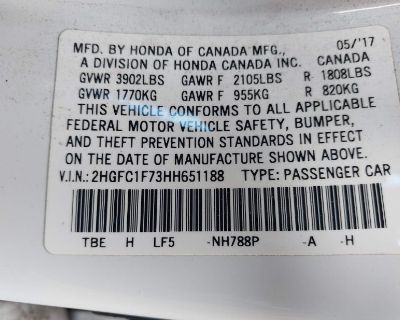 MFD. BY HONDA OF CANADA MFG., 05/'17
A DIVISION OF HONDA CANADA INC. CANADA
GVWR 3902LBS GAWR F 2105LBS R 1808LBS
GVWR 1770KG GAWR F 955KG R 820KG
THIS VEHICLE CONFORMS TO ALL APPLICABLE
FEDERAL MOTOR VEHICLE SAFETY, BUMPER,
AND THEFT PREVENTION STANDARDS IN EFFECT
ON THE DATE OF MANUFACTURE SHOWN ABOVE.
V.I.N.: 2HGFC1F73HH651188 TYPE: PASSENGER CAR
TBE H LF5 -NH788P -A -H